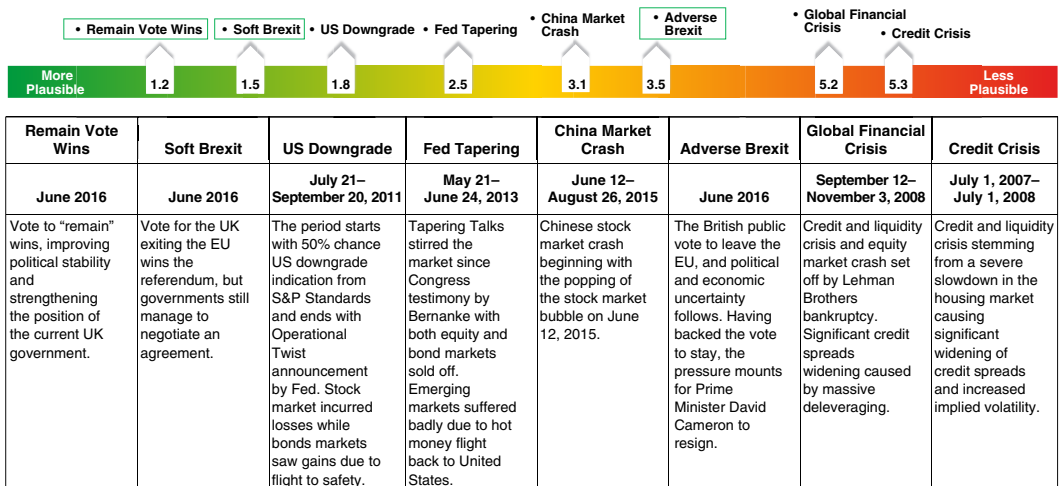 • Remain Vote Wins
• Soft Brexit
• US Downgrade
• Fed Tapering
• China Market
Crash
• Adverse
Brexit
• Global Financial
Crisis
• Credit Crisis
More
Plausible
1.2
1.5
1.8
2.5
3.1
3.5
5.2
5.3
Less
Plausible
Remain Vote
Wins
Soft Brexit
US Downgrade
Fed Tapering
China Market
Crash
Adverse Brexit
Global Financial
Crisis
Credit Crisis
June 2016
June 2016
July 21–
September 20, 2011
May 21–
June 24, 2013
June 12–
August 26, 2015
June 2016
September 12–
November 3, 2008
July 1, 2007–
July 1, 2008
Vote to “remain”
wins, improving
political stability
and
strengthening
the position of
the current UK
government.
Vote for the UK
exiting the EU
wins the
referendum, but
governments still
manage to
negotiate an
agreement.
The period starts
with 50% chance
US downgrade
indication from
S&P Standards
and ends with
Operational
Twist
announcement
by Fed. Stock
market incurred
losses while
bonds markets
saw gains due to
flight to safety.
Tapering Talks
stirred the
market since
Congress
testimony by
Bernanke with
both equity and
bond markets
sold off.
Emerging
markets suffered
badly due to hot
money flight
back to United
States.
Chinese stock
market crash
beginning with
the popping of
the stock market
bubble on June
12, 2015.
The British public
vote to leave the
EU, and political
and economic
uncertainty
follows. Having
backed the vote
to stay, the
pressure mounts
for Prime
Minister David
Cameron to
resign.
Credit and liquidity
crisis and equity
market crash set
off by Lehman
Brothers
bankruptcy.
Significant credit
spreads
widening caused
by massive
deleveraging.
Credit and liquidity
crisis stemming
from a severe
slowdown in the
housing market
causing
significant
widening of
credit spreads
and increased
implied volatility.